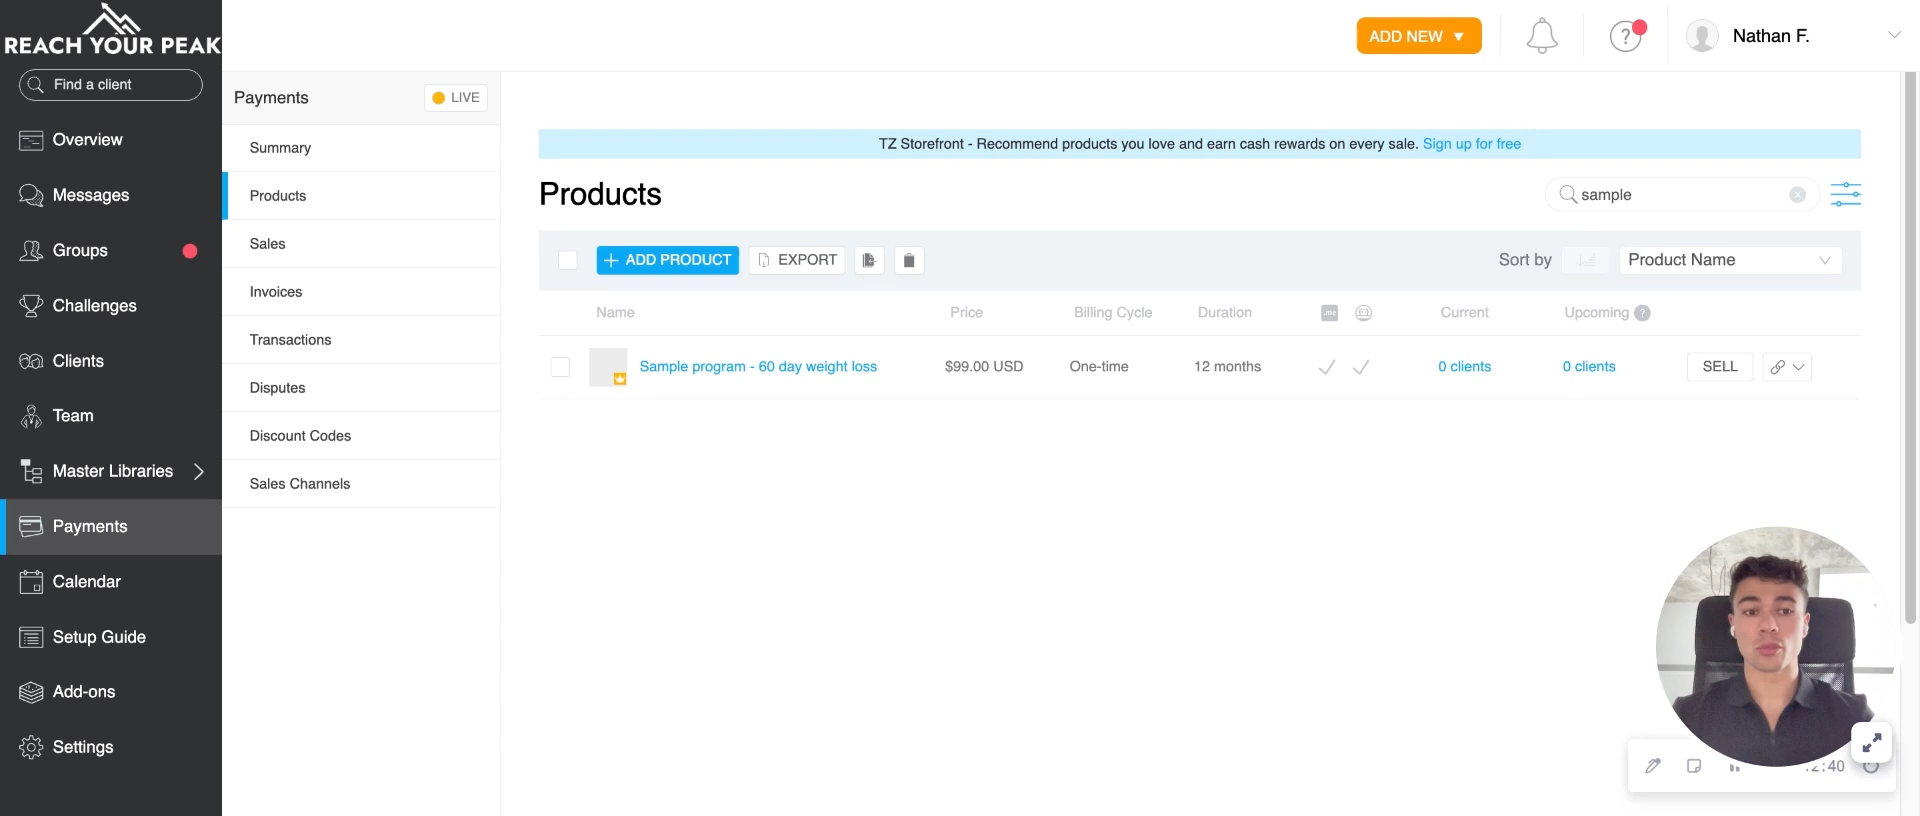 REACH YOUR PEAK
Find a client
Overview
Messages
Groups
Challenges
Clients
Team
Master Libraries
Payments
Calendar
Setup Guide
Add-ons
Settings
ADD NEW
Nathan F.
Payments
LIVE
Summary
Products
Sales
Invoices
Transactions
Disputes
Discount Codes
Sales Channels
TZ Storefront - Recommend products you love and earn cash rewards on every sale. Sign up for free
Products
sample
ADD PRODUCT
EXPORT
Sort by
Product Name
Name Price Billing Cycle Duration Current Upcoming
Sample program - 60 day weight loss $99.00 USD One-time 12 months 0 clients 0 clients SELL